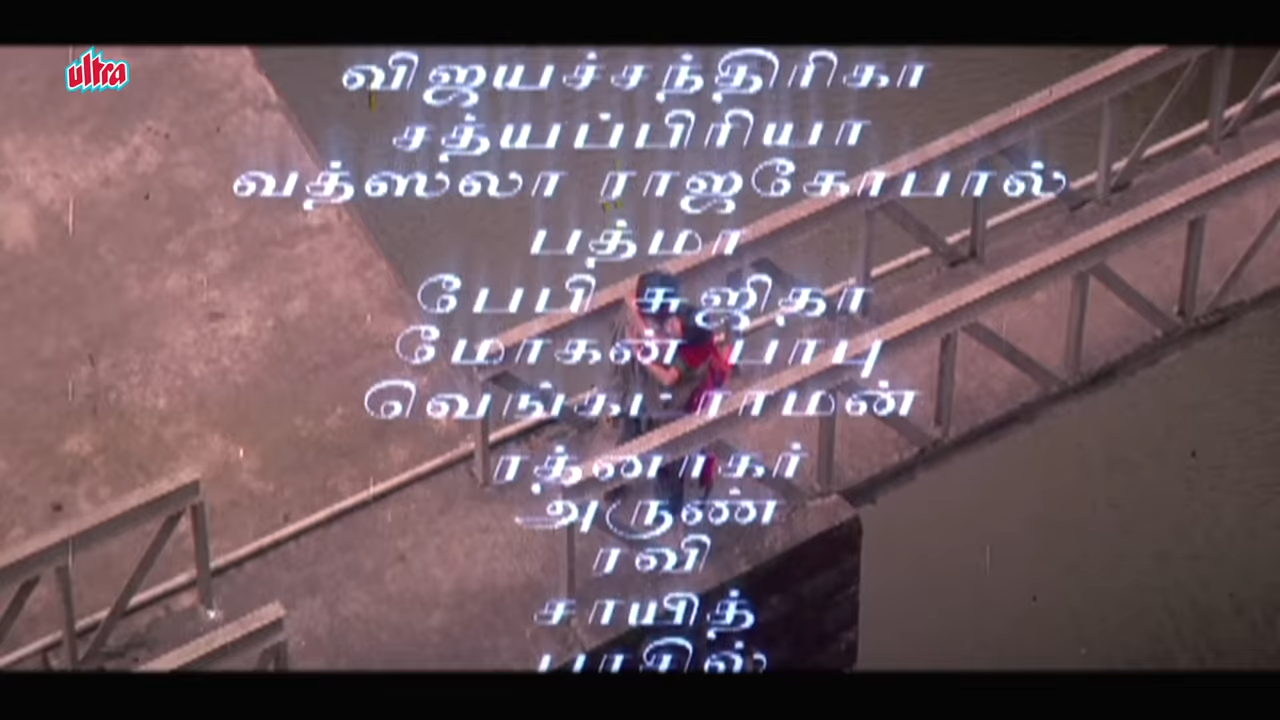 ultra
விஜயச்சந்திரிகா
சத்யப்பிரியா
வத்ஸலா ராஜகோபால்
பத்மா
பேபி சுஜிதா
மோகன் பாபு
வெங்கட்ராமன்
ரத்னாகர்
அருண்
ரவி
சாயித்